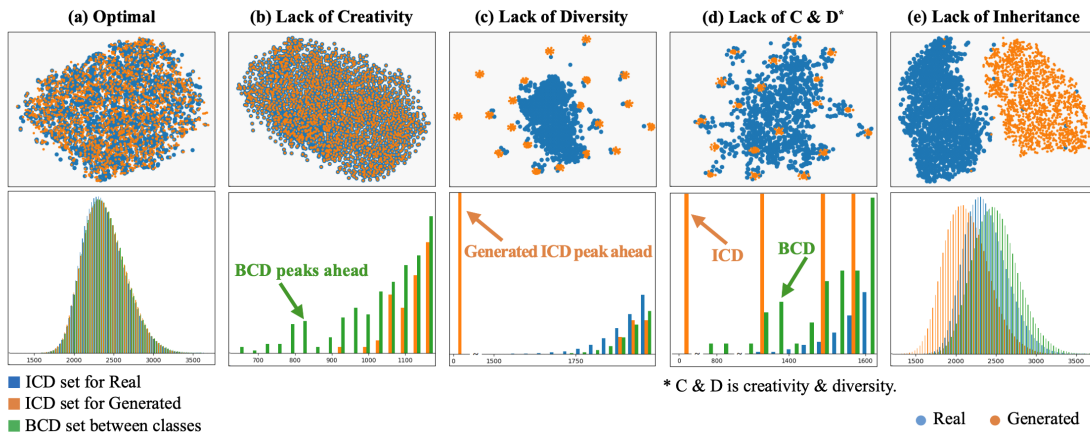 (a) Optimal
(b) Lack of Creativity
(c) Lack of Diversity
(d) Lack of C & D*
(e) Lack of Inheritance
BCD peaks ahead
Generated ICD peak ahead
ICD
BCD
1500 2000 2500 3000 3500
700 800 900 1000 1100
0 ~ 1500 1750
0 ~ 800 ~ 1400 1600
1500 2000 2500 3000 3500
ICD set for Real
ICD set for Generated
BCD set between classes
* C & D is creativity & diversity.
Real
Generated